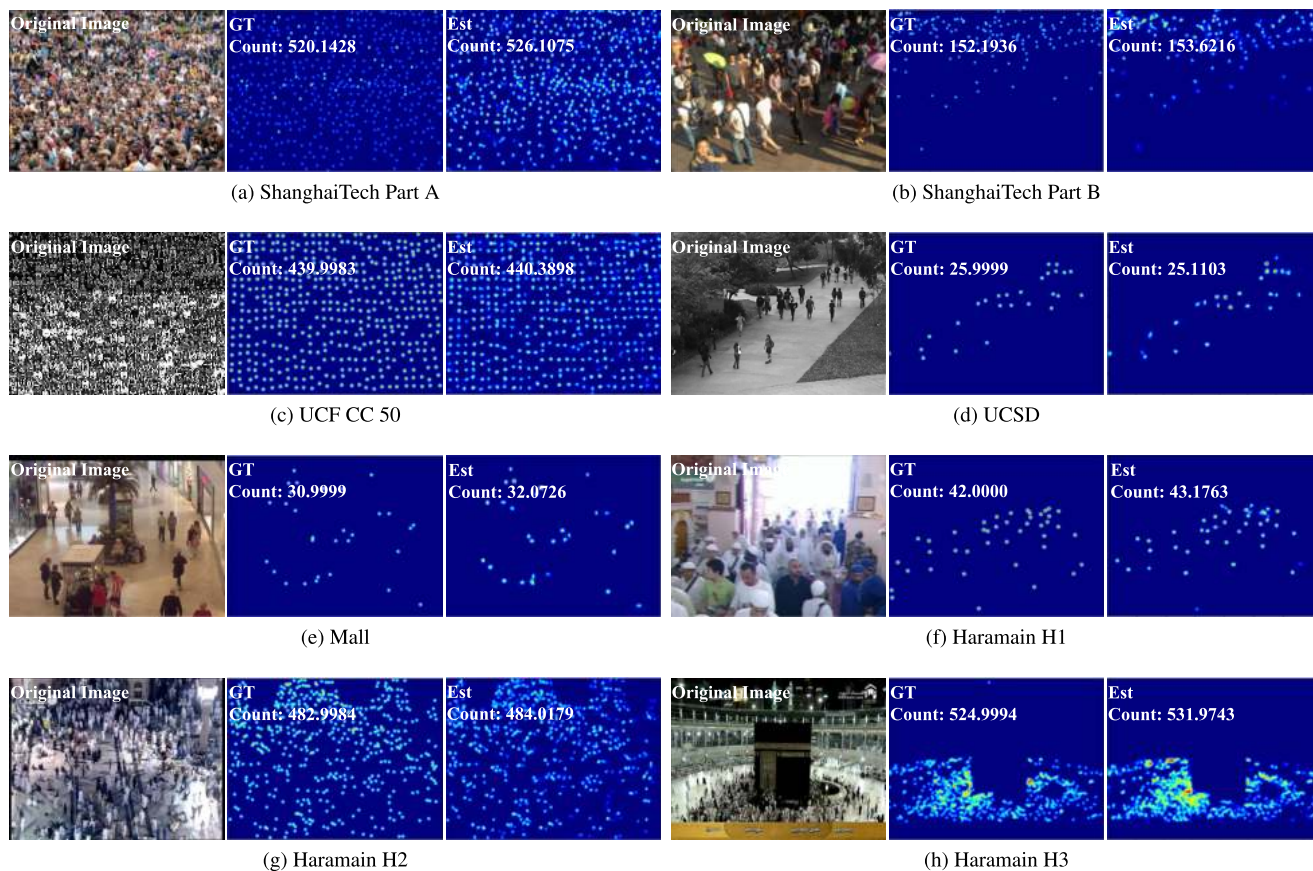 Original Image
GT
Count: 520.1428
Est
Count: 526.1075
(a) ShanghaiTech Part A
Original Image
GT
Count: 152.1936
Est
Count: 153.6216
(b) ShanghaiTech Part B
Original Image
GT
Count: 439.9983
Est
Count: 440.3898
(c) UCF CC 50
Original Image
GT
Count: 25.9999
Est
Count: 25.1103
(d) UCSD
Original Image
GT
Count: 30.9999
Est
Count: 32.0726
(e) Mall
Original Image
GT
Count: 42.0000
Est
Count: 43.1763
(f) Haramain H1
Original Image
GT
Count: 482.9984
Est
Count: 484.0179
(g) Haramain H2
Original Image
GT
Count: 524.9994
Est
Count: 531.9743
(h) Haramain H3